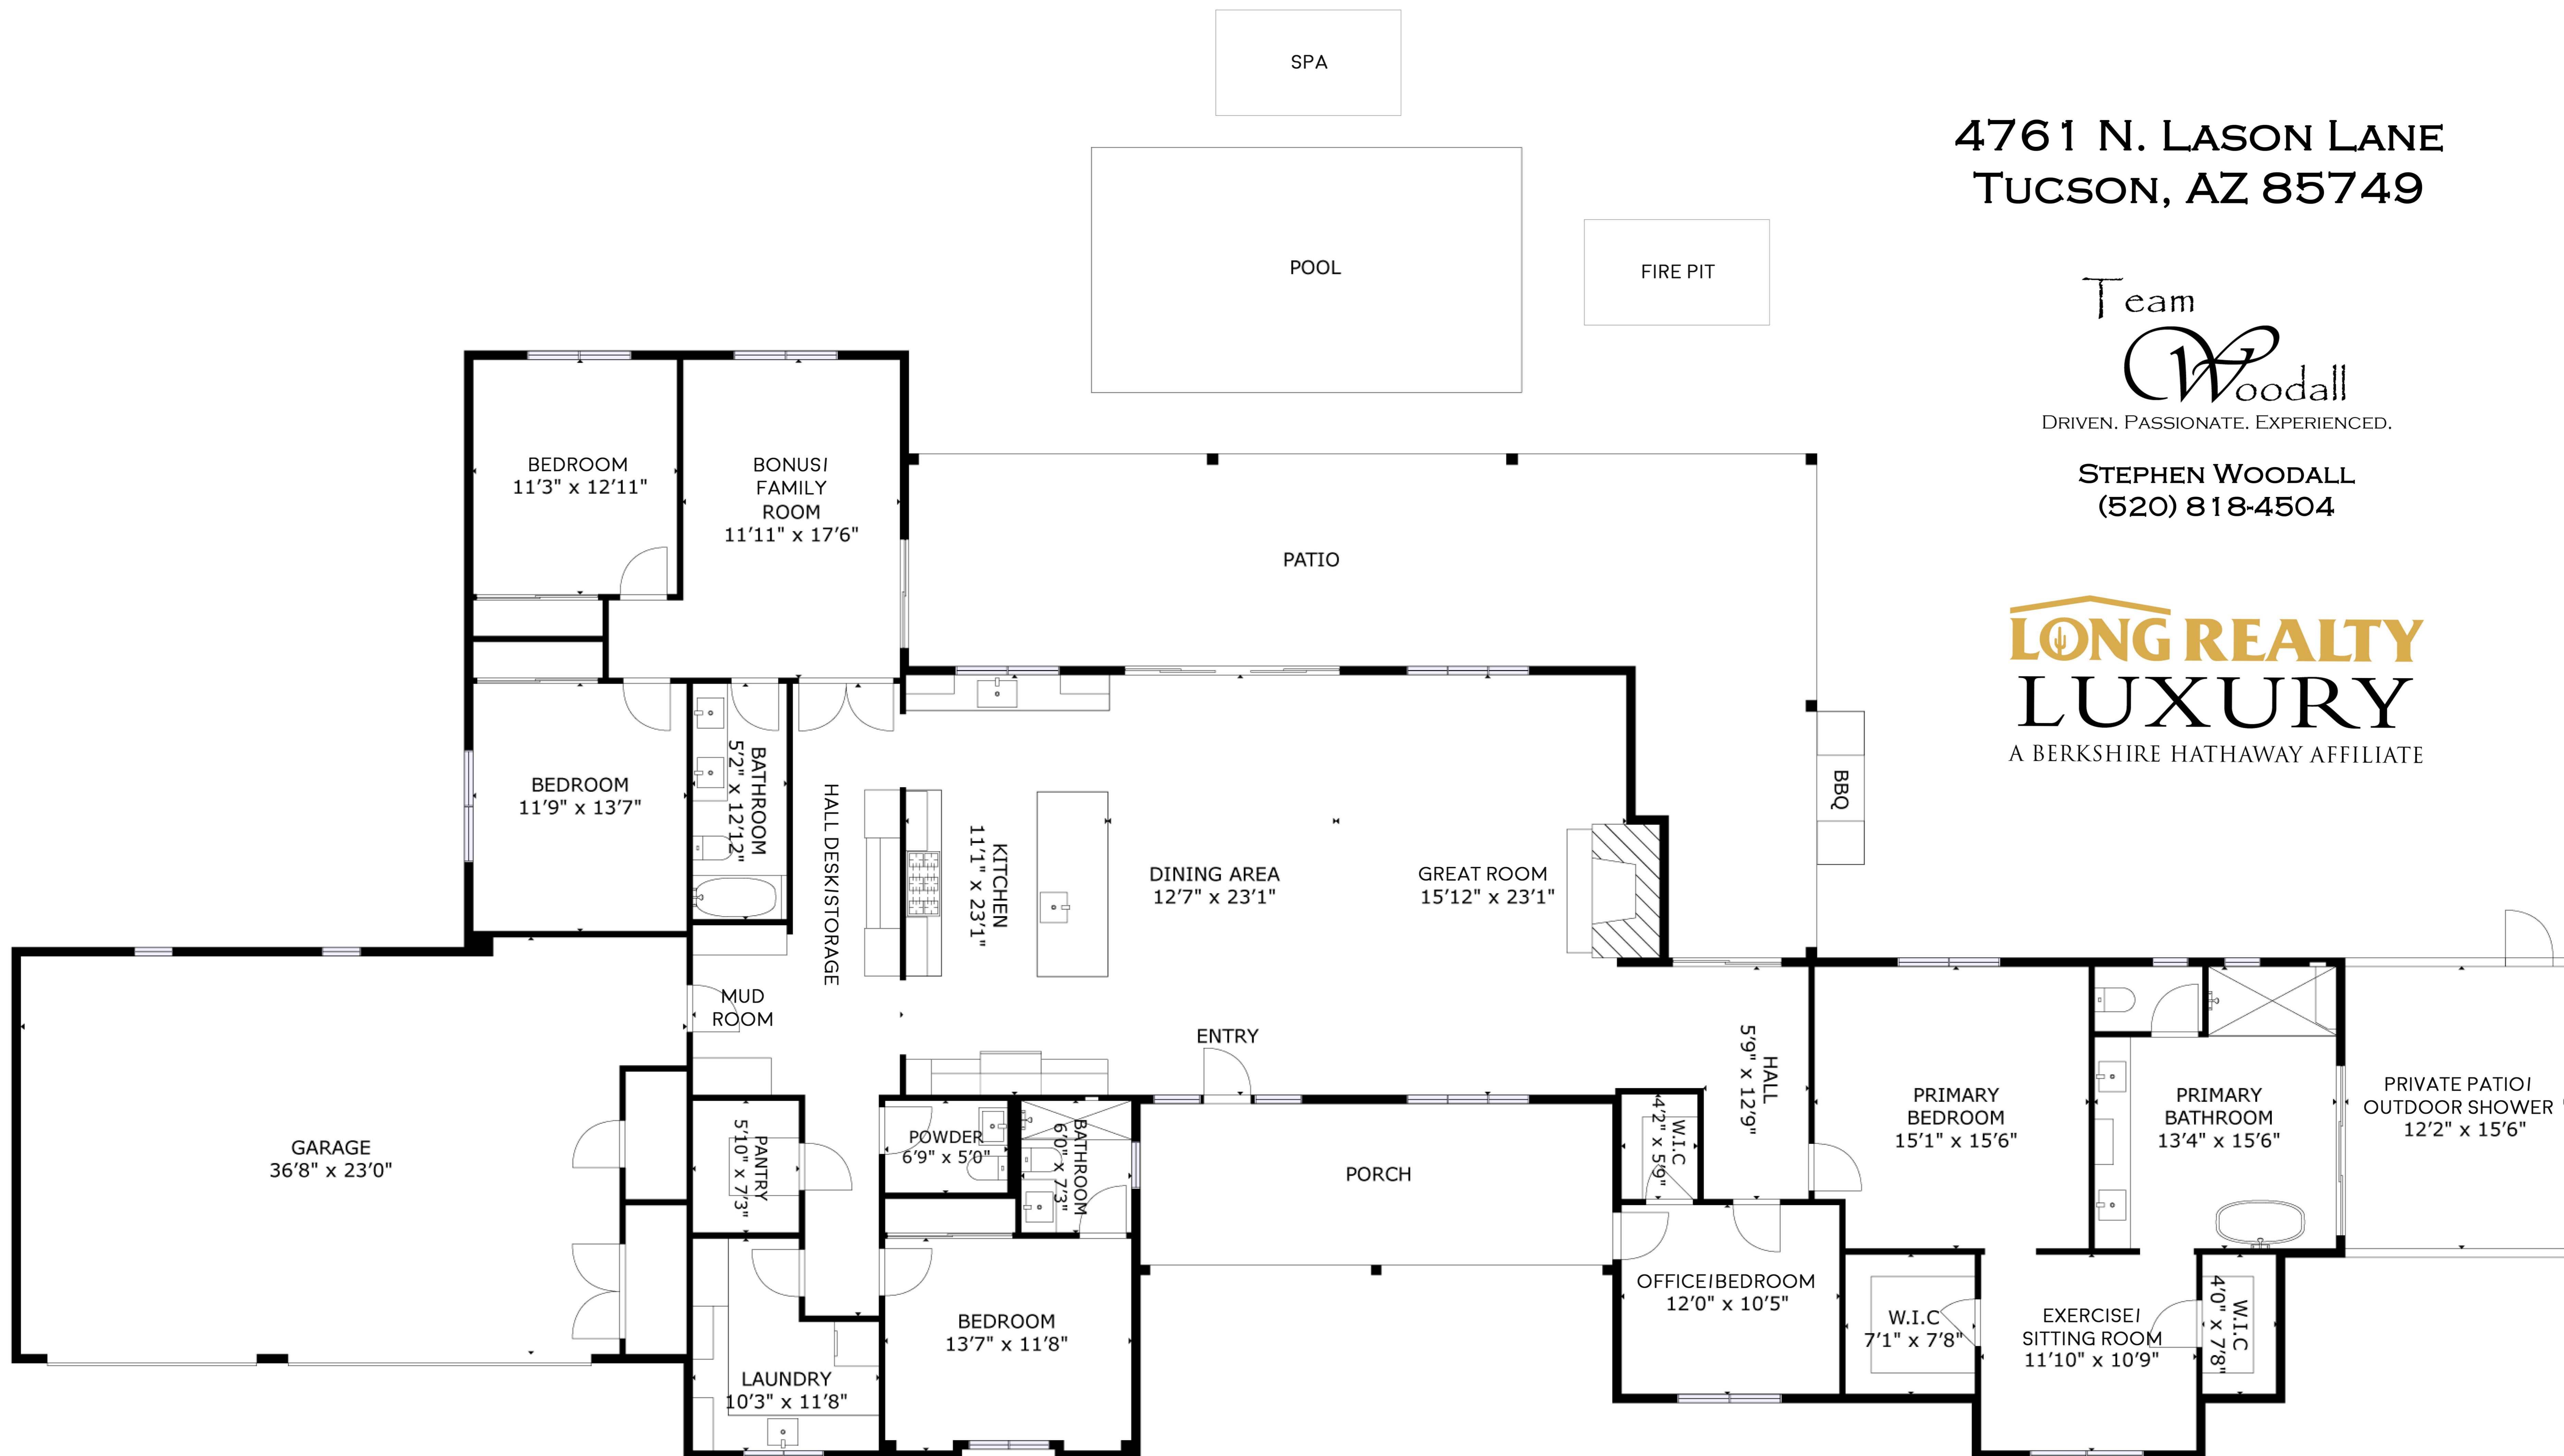 SPA
4761 N. Lason Lane
Tucson, AZ 85749
POOL
FIRE PIT
Team
Woodall
Driven. Passionate. Experienced.
Stephen Woodall
(520) 818-4504
LONG REALTY
LUXURY
A BERKSHIRE HATHAWAY AFFILIATE
BEDROOM
11'3" x 12'11"
BONUS/
FAMILY
ROOM
11'11" x 17'6"
PATIO
BEDROOM
11'9" x 13'7"
BATHROOM
5'2" x 12'12"
HALL DESK/STORAGE
KITCHEN
11'1" x 23'1"
DINING AREA
12'7" x 23'1"
GREAT ROOM
15'12" x 23'1"
BBQ
MUD
ROOM
ENTRY
HALL
5'9" x 12'9"
GARAGE
36'8" x 23'0"
PANTRY
5'10" x 7'3"
POWDER
6'9" x 5'0"
BATHROOM
6'0" x 7'3"
PORCH
W.I.C
4'2" x 5'9"
PRIMARY
BEDROOM
15'1" x 15'6"
PRIMARY
BATHROOM
13'4" x 15'6"
PRIVATE PATIO/
OUTDOOR SHOWER
12'2" x 15'6"
OFFICE/BEDROOM
12'0" x 10'5"
W.I.C
7'1" x 7'8"
EXERCISE/
SITTING ROOM
11'10" x 10'9"
W.I.C
4'0" x 7'8"
BEDROOM
13'7" x 11'8"
LAUNDRY
10'3" x 11'8"